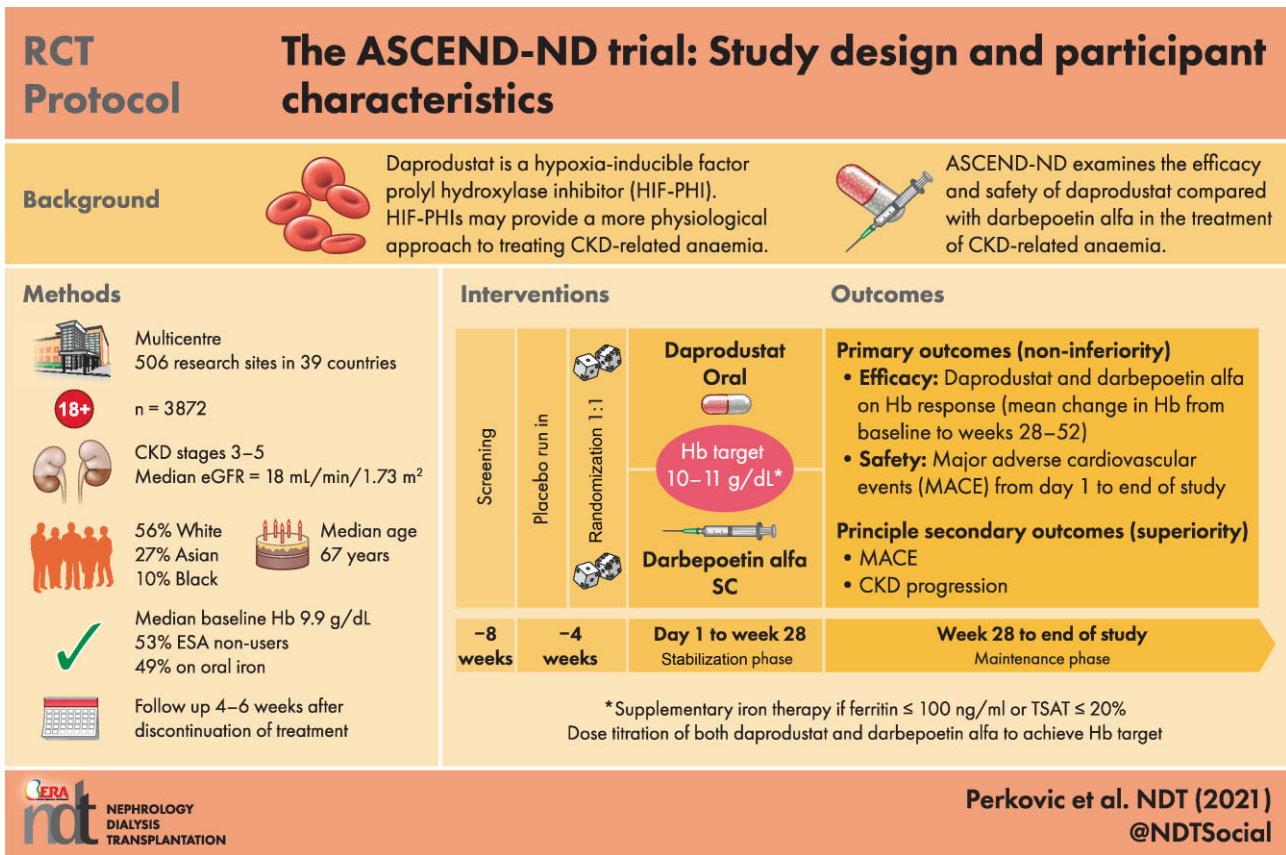 RCT
Protocol
The ASCEND-ND trial: Study design and participant
characteristics
Background
Daprodustat is a hypoxia-inducible factor
prolyl hydroxylase inhibitor (HIF-PHI).
HIF-PHIs may provide a more physiological
approach to treating CKD-related anaemia.
ASCEND-ND examines the efficacy
and safety of daprodustat compared
with darbepoetin alfa in the treatment
of CKD-related anaemia.
Methods
Multicentre
506 research sites in 39 countries
18+
n = 3872
CKD stages 3–5
Median eGFR = 18 mL/min/1.73 m²
56% White
27% Asian
10% Black
Median age
67 years
Median baseline Hb 9.9 g/dL
53% ESA non-users
49% on oral iron
Follow up 4–6 weeks after
discontinuation of treatment
Interventions
Screening
Placebo run in
Randomization 1:1
Daprodustat
Oral
Hb target
10–11 g/dL*
Darbepoetin alfa
SC
Outcomes
Primary outcomes (non-inferiority)
• Efficacy: Daprodustat and darbepoetin alfa
on Hb response (mean change in Hb from
baseline to weeks 28–52)
• Safety: Major adverse cardiovascular
events (MACE) from day 1 to end of study
Principle secondary outcomes (superiority)
• MACE
• CKD progression
–8
weeks
–4
weeks
Day 1 to week 28
Stabilization phase
Week 28 to end of study
Maintenance phase
*Supplementary iron therapy if ferritin ≤ 100 ng/ml or TSAT ≤ 20%
Dose titration of both daprodustat and darbepoetin alfa to achieve Hb target
ERA
ndt
NEPHROLOGY
DIALYSIS
TRANSPLANTATION
Perkovic et al. NDT (2021)
@NDTSocial